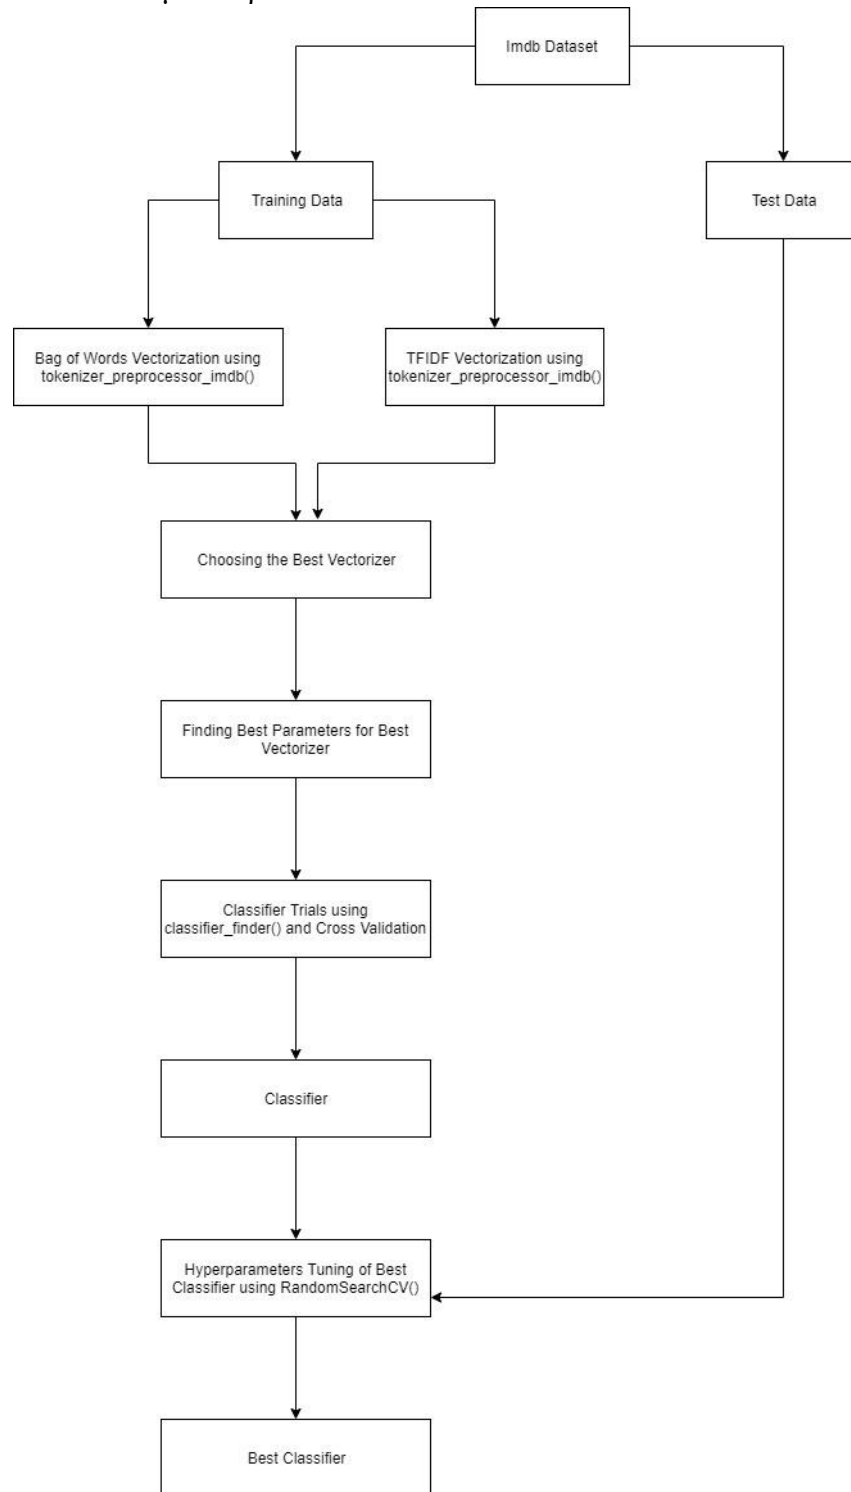 Imdb Dataset
Training Data
Test Data
Bag of Words Vectorization using
tokenizer_preprocessor_imdb()
TFIDF Vectorization using
tokenizer_preprocessor_imdb()
Choosing the Best Vectorizer
Finding Best Parameters for Best
Vectorizer
Classifier Trials using
classifier_finder() and Cross Validation
Classifier
Hyperparameters Tuning of Best
Classifier using RandomSearchCV()
Best Classifier